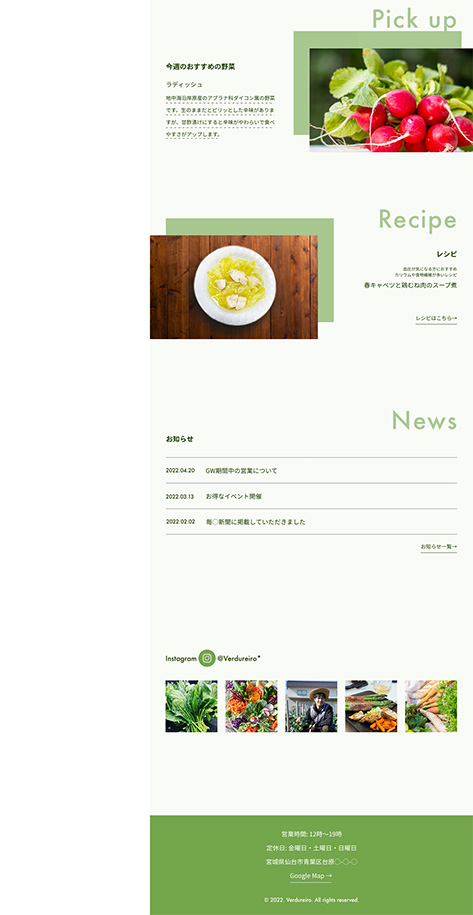 Pick up
今週のおすすめの野菜
ラディッシュ
地中海沿岸原産のアブラナ科ダイコン属の野菜
です。生のままだとピリッとした辛味がありま
すが、甘酢漬けにすると辛味がやわらいで食べ
やすさがアップします。
Recipe
レシピ
血圧が気になる方におすすめ
カリウムや食物繊維が多いレシピ
春キャベツと鶏むね肉のスープ煮
レシピはこちら→
News
お知らせ
2022.04.20 GW期間中の営業について
2022.03.13 お得なイベント開催
2022.02.02 毎◯新聞に掲載していただきました
お知らせ一覧→
Instagram @Verdureiro*
営業時間: 12時〜19時
定休日: 金曜日・土曜日・日曜日
宮城県仙台市青葉区台原◯-◯-◯
Google Map →
© 2022. Verdureiro. All rights reserved.